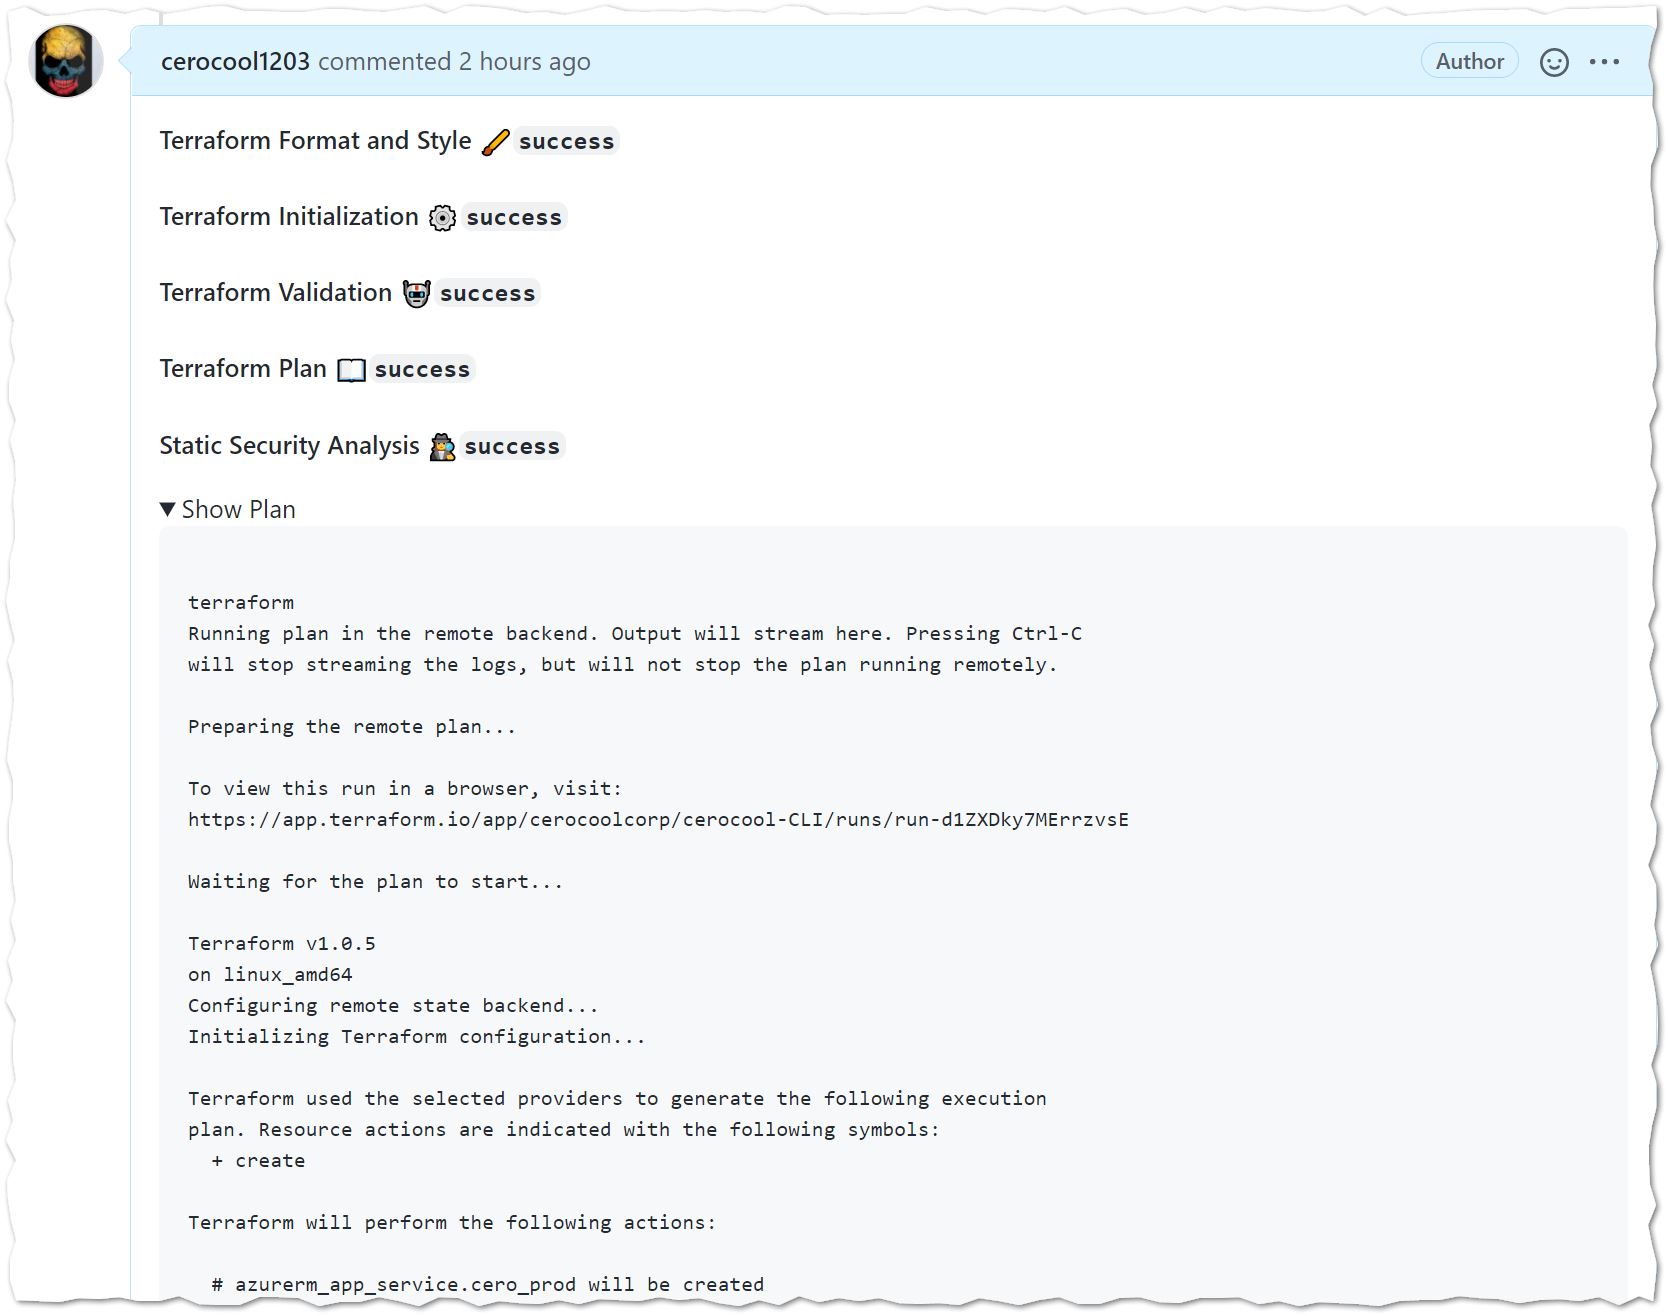 cerocool1203 commented 2 hours ago Author
Terraform Format and Style 🖌 success
Terraform Initialization ⚙ success
Terraform Validation 🤖 success
Terraform Plan 📖 success
Static Security Analysis 🕵 success
▼ Show Plan
terraform
Running plan in the remote backend. Output will stream here. Pressing Ctrl-C
will stop streaming the logs, but will not stop the plan running remotely.
Preparing the remote plan...
To view this run in a browser, visit:
https://app.terraform.io/app/cerocoolcorp/cerocool-CLI/runs/run-d1ZXDky7MErrzvsE
Waiting for the plan to start...
Terraform v1.0.5
on linux_amd64
Configuring remote state backend...
Initializing Terraform configuration...
Terraform used the selected providers to generate the following execution
plan. Resource actions are indicated with the following symbols:
  + create
Terraform will perform the following actions:
  # azurerm_app_service.cero_prod will be created